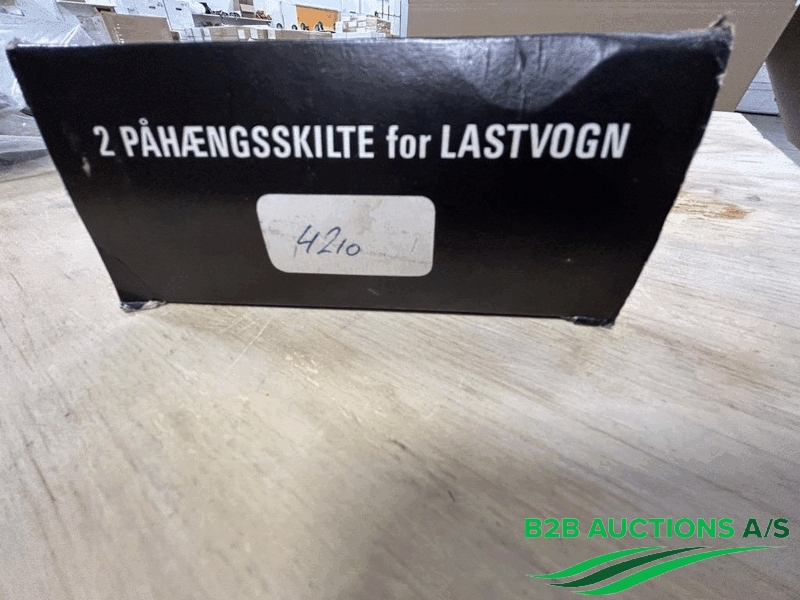 2 PÅHÆNGSSKILTE for LASTVOGN
4210
B2B AUCTIONS A/S